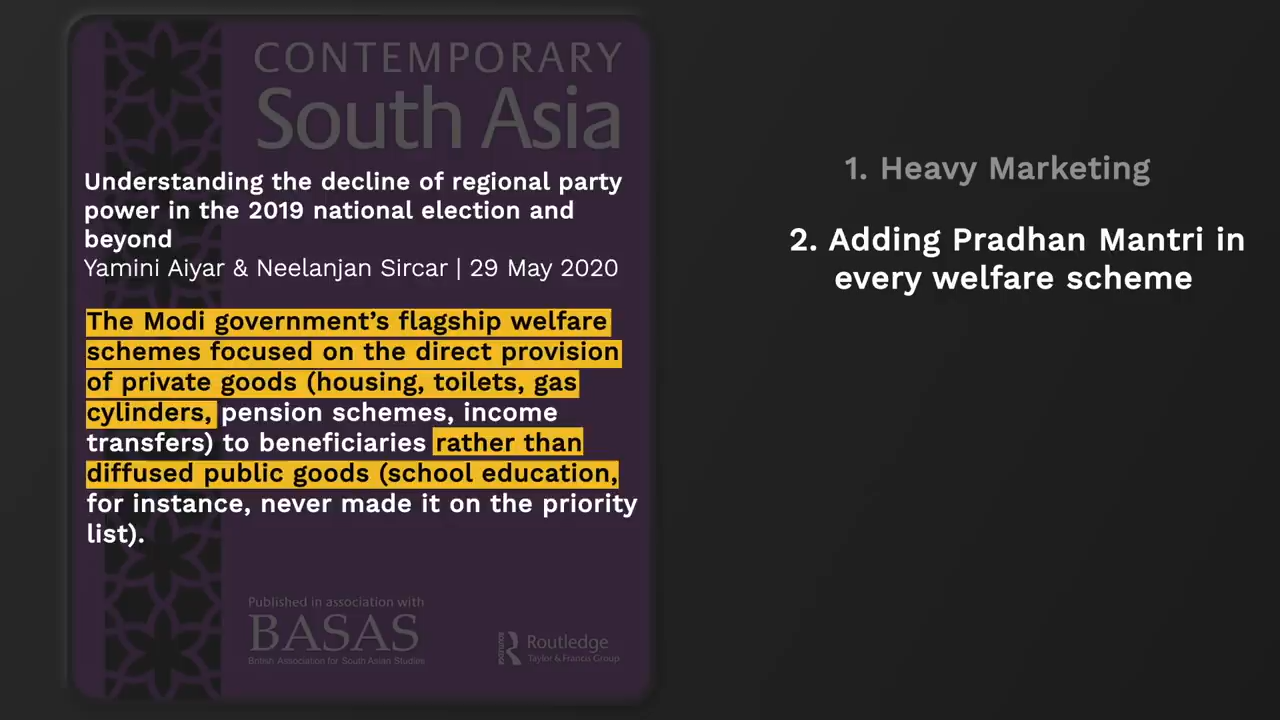 CONTEMPORARY
South Asia
Understanding the decline of regional party
power in the 2019 national election and
beyond
Yamini Aiyar & Neelanjan Sircar | 29 May 2020
The Modi government’s flagship welfare
schemes focused on the direct provision
of private goods (housing, toilets, gas
cylinders, pension schemes, income
transfers) to beneficiaries rather than
diffused public goods (school education,
for instance, never made it on the priority
list).
Published in association with
BASAS
British Association for South Asian Studies
Routledge
Taylor & Francis Group
1. Heavy Marketing
2. Adding Pradhan Mantri in
every welfare scheme